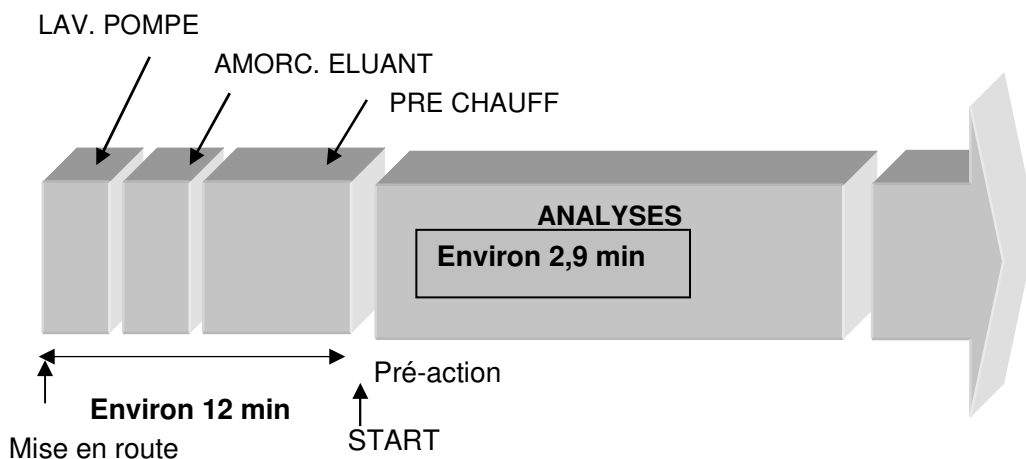 LAV. POMPE
AMORC. ELUANT
PRE CHAUFF
ANALYSES
Environ 2,9 min
Pré-action
Environ 12 min
START
Mise en route